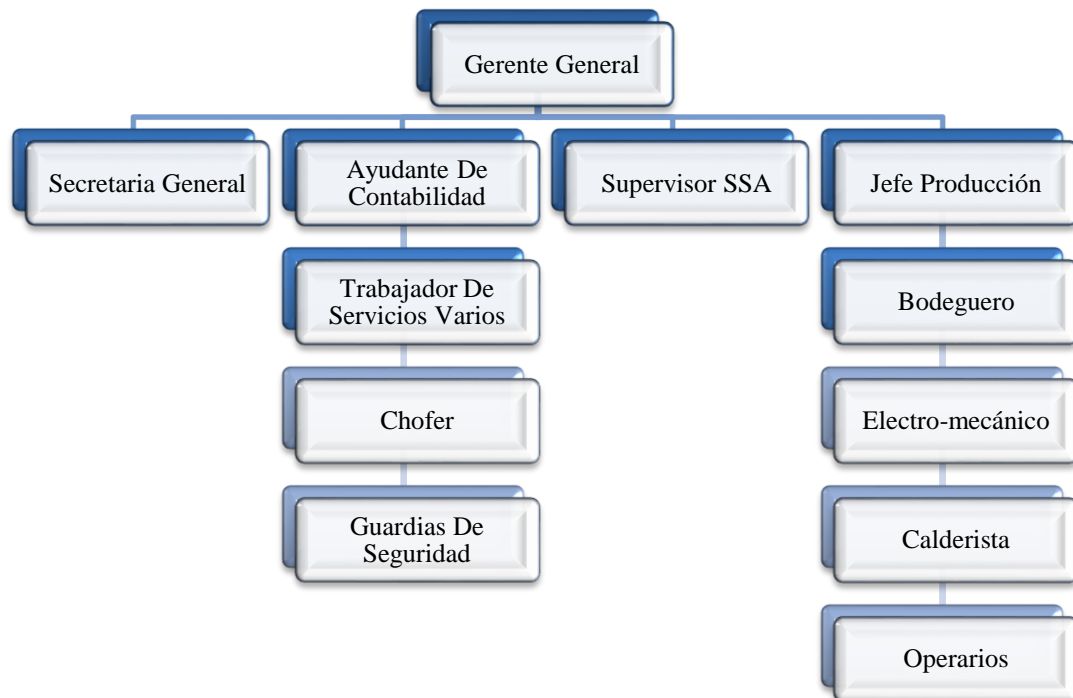 Gerente General
Secretaria General
Ayudante De
Contabilidad
Supervisor SSA
Jefe Producción
Trabajador De
Servicios Varios
Bodeguero
Chofer
Electro-mecánico
Guardias De
Seguridad
Calderista
Operarios